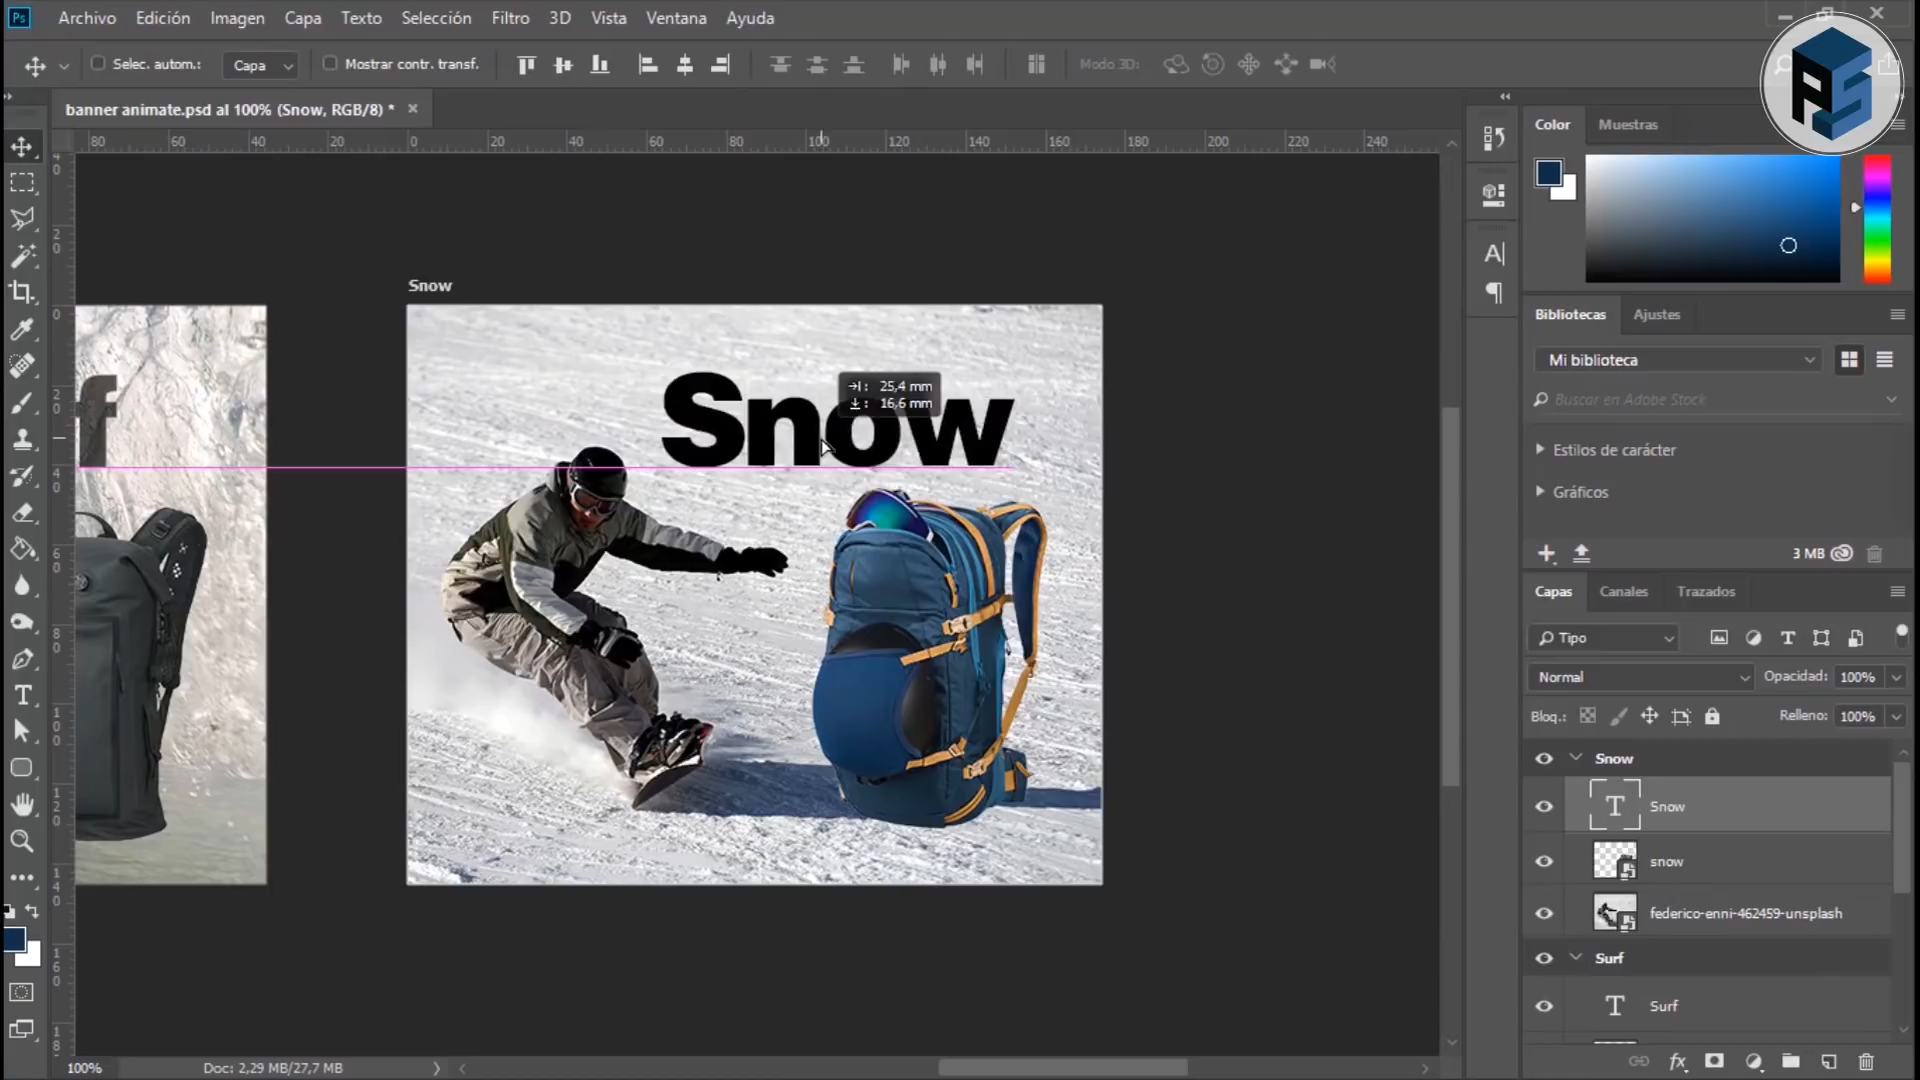 Ps Archivo Edición Imagen Capa Texto Selección Filtro 3D Vista Ventana Ayuda
Selec. autom.: Capa Mostrar contr. transf. Modo 3D:
banner animate.psd al 100% (Snow, RGB/8) * ×
80 60 40 20 0 20 40 60 80 100 120 140 160 180 200 220 240
Color Muestras
PS
Snow
Bibliotecas Ajustes
Mi biblioteca
Buscar en Adobe Stock
f
Snow
25,4 mm
16,6 mm
Estilos de carácter
Gráficos
3 MB
Capas Canales Trazados
Tipo
Normal Opacidad: 100%
Bloq.: Relleno: 100%
Snow
T Snow
snow
federico-enni-462459-unsplash
Surf
T Surf
100% Doc: 2,29 MB/27,7 MB
fx